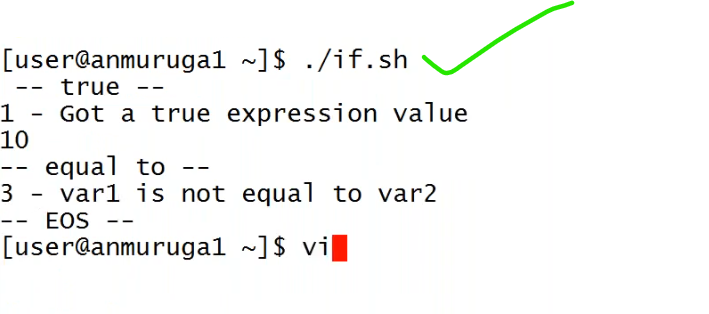 [user@anmuruga1 ~]$ ./if.sh
-- true --
1 - Got a true expression value
10
-- equal to --
3 - var1 is not equal to var2
-- EOS --
[user@anmuruga1 ~]$ vi